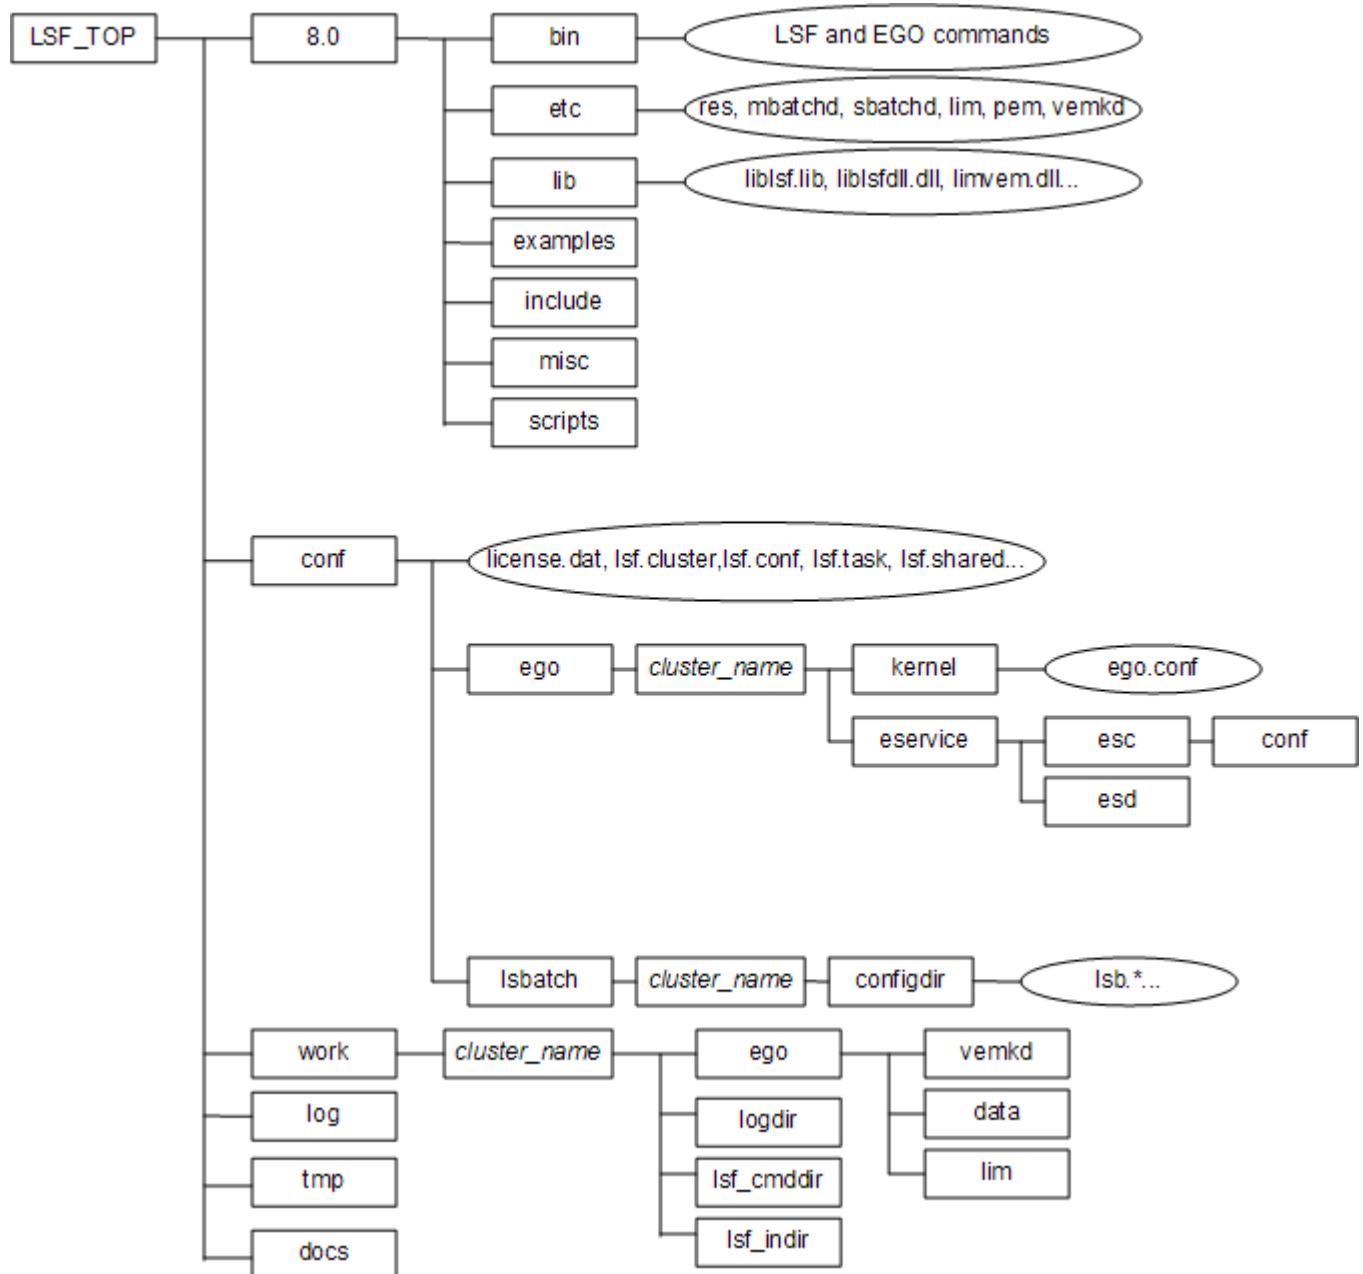 LSF_TOP
8.0
bin
LSF and EGO commands
etc
res, mbatchd, sbatchd, lim, pem, vemkd
lib
liblsf.lib, liblsfdll.dll, limvem.dll...
examples
include
misc
scripts
conf
license.dat, lsf.cluster,lsf.conf, lsf.task, lsf.shared...
ego
cluster_name
kernel
ego.conf
eservice
esc
conf
esd
lsbatch
cluster_name
configdir
lsb.*...
work
cluster_name
ego
vemkd
log
logdir
data
tmp
lsf_cmddir
lim
docs
lsf_indir